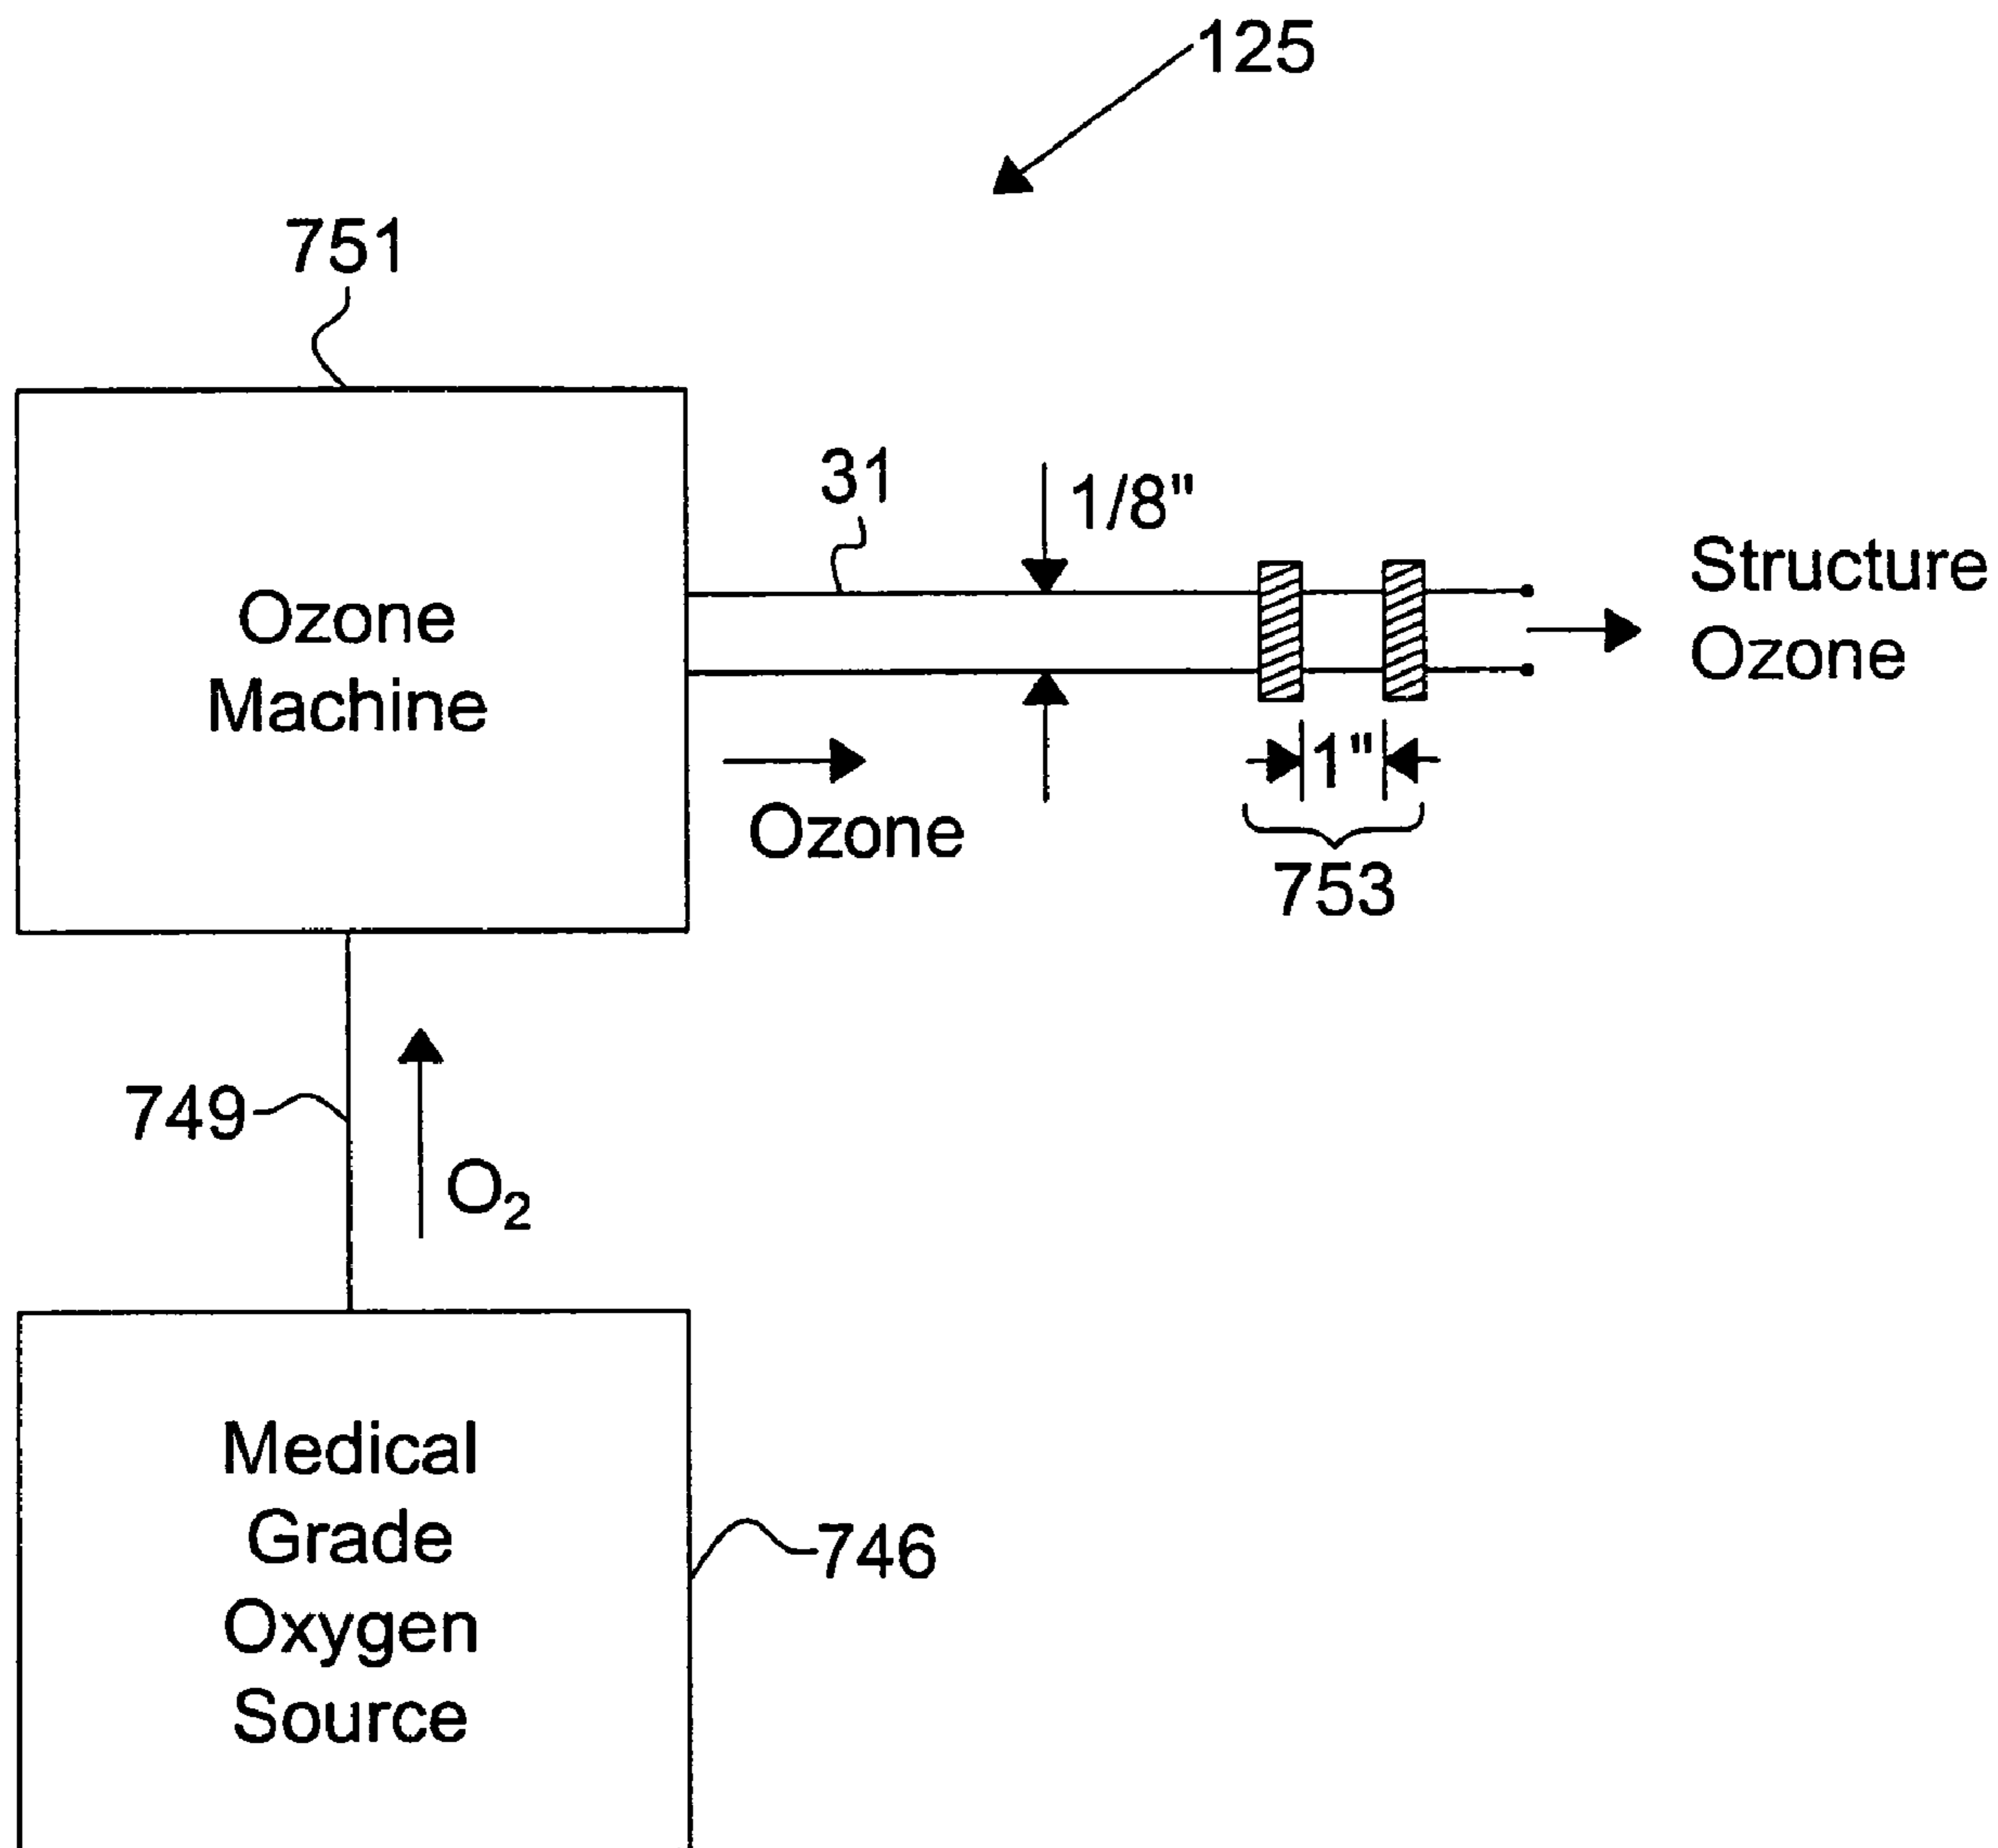 125
751
31
1/8"
Structure
Ozone
Ozone
Machine
1"
Ozone
753
749
O₂
Medical
Grade
Oxygen
Source
746